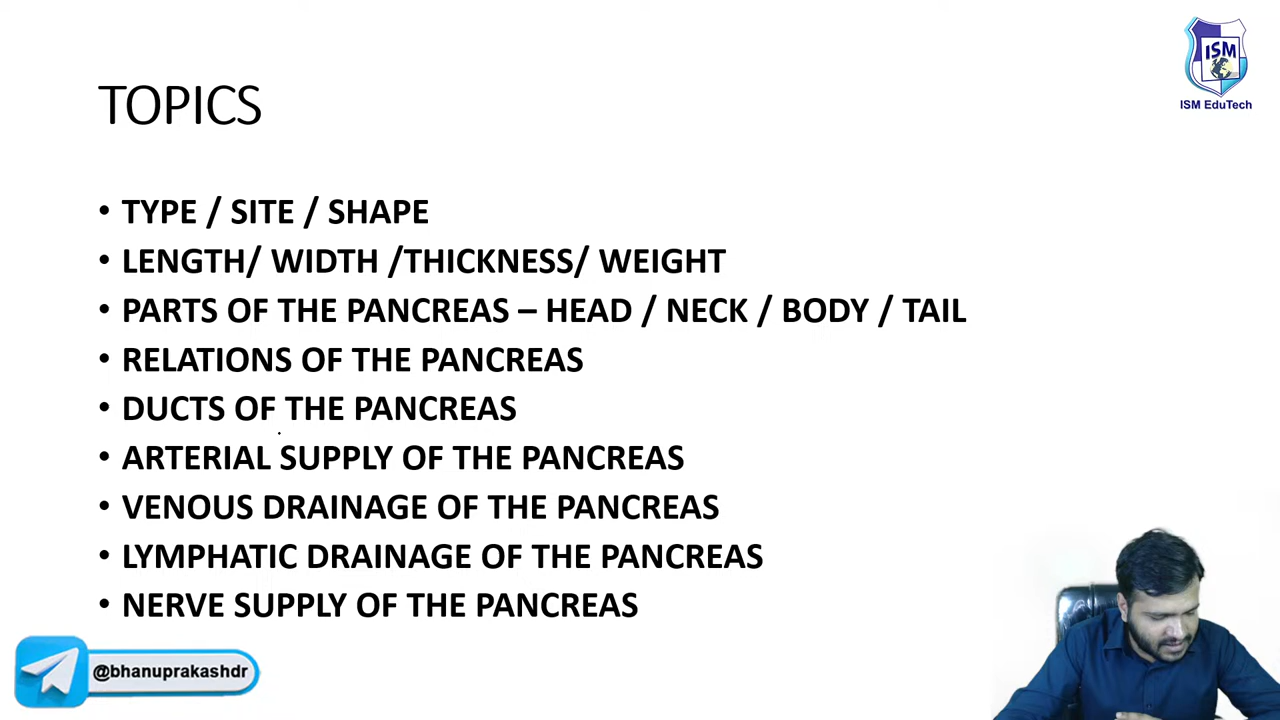 ISM
ISM EduTech
TOPICS
• TYPE / SITE / SHAPE
• LENGTH/ WIDTH /THICKNESS/ WEIGHT
• PARTS OF THE PANCREAS – HEAD / NECK / BODY / TAIL
• RELATIONS OF THE PANCREAS
• DUCTS OF THE PANCREAS
• ARTERIAL SUPPLY OF THE PANCREAS
• VENOUS DRAINAGE OF THE PANCREAS
• LYMPHATIC DRAINAGE OF THE PANCREAS
• NERVE SUPPLY OF THE PANCREAS
@bhanuprakashdr